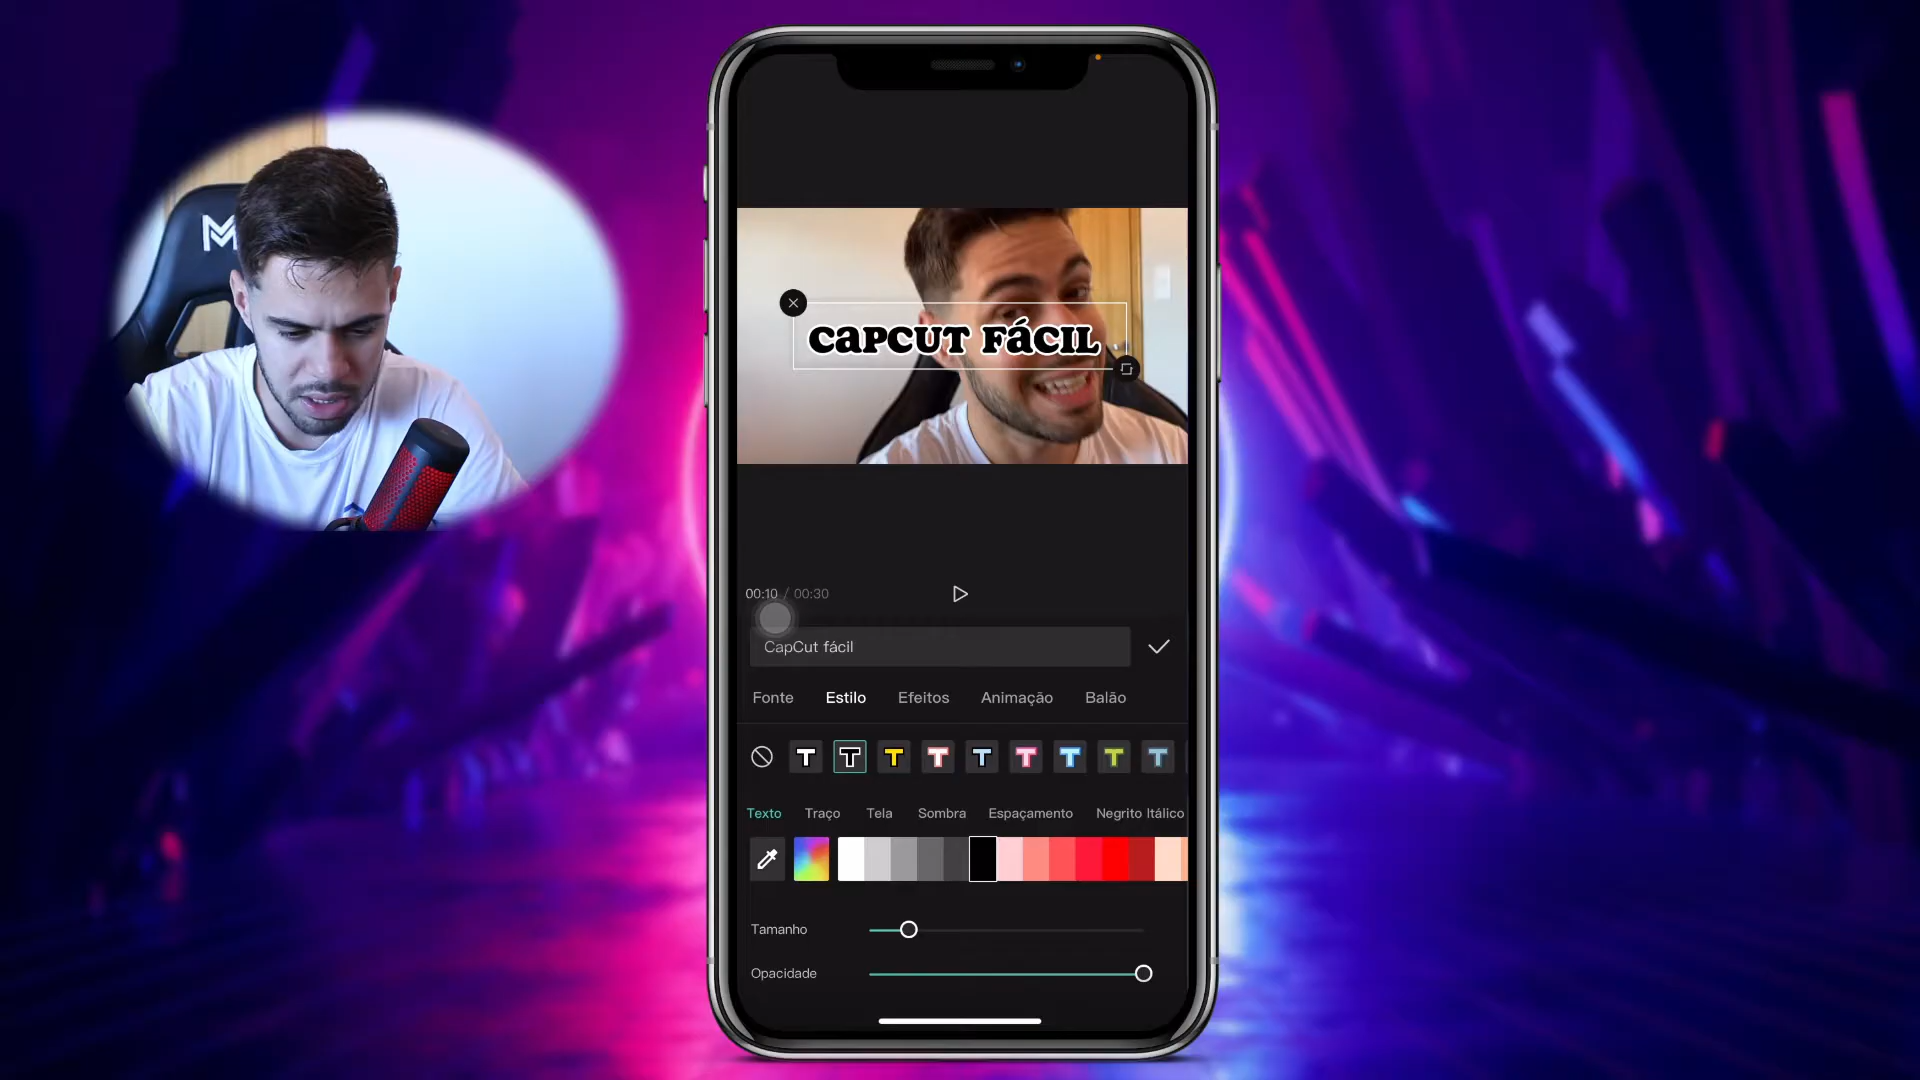 CAPCUT FÁCIL
00:10 / 00:30
CapCut fácil
Fonte Estilo Efeitos Animação Balão
T T T T T T T T T
Texto Traço Tela Sombra Espaçamento Negrito Itálico
Tamanho
Opacidade